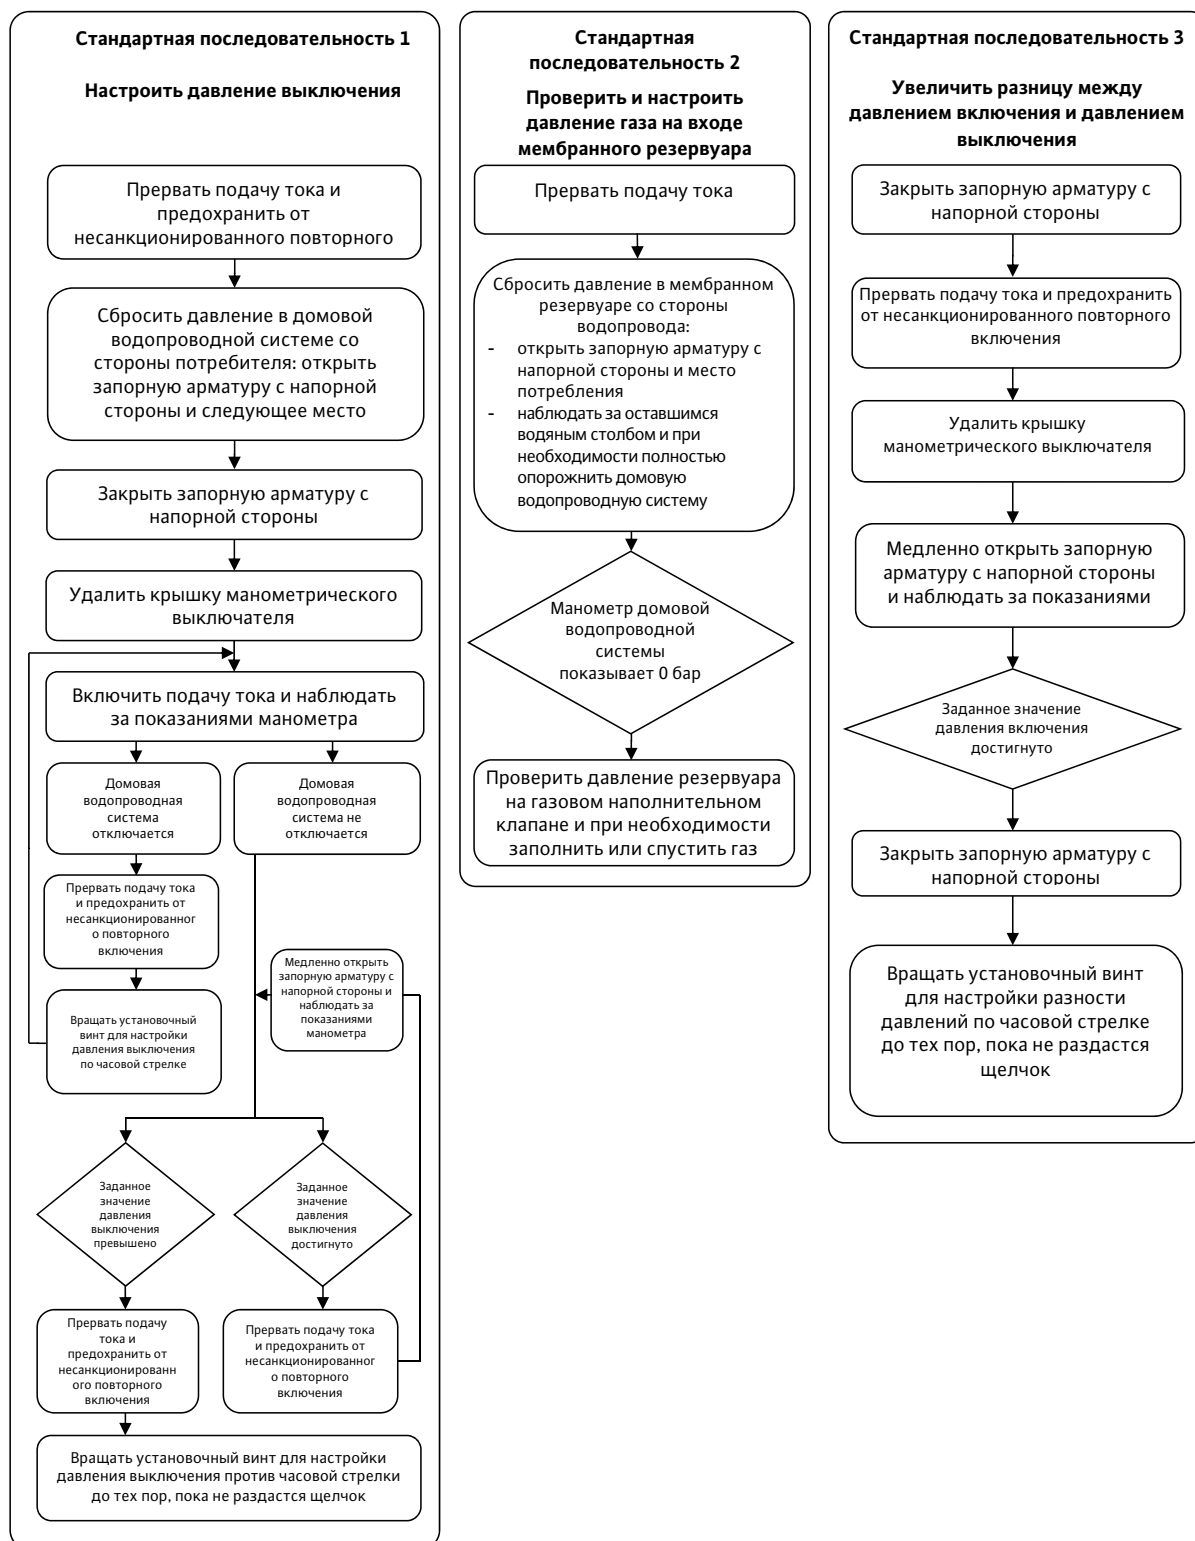 Стандартная последовательность 1
Настроить давление выключения
Прервать подачу тока и
предохранить от
несанкционированного повторного
Сбросить давление в домовой
водопроводной системе со
стороны потребителя: открыть
запорную арматуру с напорной
стороны и следующее место
Закрыть запорную арматуру с
напорной стороны
Удалить крышку манометрического
выключателя
Включить подачу тока и наблюдать
за показаниями манометра
Домовая
водопроводная
система
отключается
Домовая
водопроводная
система не
отключается
Прервать подачу тока
и предохранить от
несанкционированног
о повторного
включения
Вращать установочный
винт для настройки
давления выключения
по часовой стрелке
Медленно открыть
запорную арматуру с
напорной стороны и
наблюдать за
показаниями
манометра
Заданное
значение
давления
выключения
превышено
Заданное
значение
давления
выключения
достигнуто
Прервать подачу
тока и
предохранить от
несанкционированн
ого повторного
включения
Прервать подачу тока
и предохранить от
несанкционированног
о повторного
включения
Вращать установочный винт для настройки
давления выключения против часовой стрелки
до тех пор, пока не раздастся щелчок
Стандартная
последовательность 2
Проверить и настроить
давление газа на входе
мембранного резервуара
Прервать подачу тока
Сбросить давление в мембранном
резервуаре со стороны
водопровода:
- открыть запорную арматуру с
напорной стороны и место
потребления
- наблюдать за оставшимся
водяным столбом и при
необходимости полностью
опорожнить домовую
водопроводную систему
Манометр домовой
водопроводной
системы
показывает 0 бар
Проверить давление резервуара
на газовом наполнительном
клапане и при необходимости
заполнить или спустить газ
Стандартная последовательность 3
Увеличить разницу между
давлением включения и давлением
выключения
Закрыть запорную арматуру с
напорной стороны
Прервать подачу тока и предохранить
от несанкционированного повторного
включения
Удалить крышку
манометрического выключателя
Медленно открыть запорную
арматуру с напорной стороны
и наблюдать за показаниями
Заданное значение
давления включения
достигнуто
Закрыть запорную арматуру с
напорной стороны
Вращать установочный винт
для настройки разности
давлений по часовой стрелке
до тех пор, пока не раздастся
щелчок